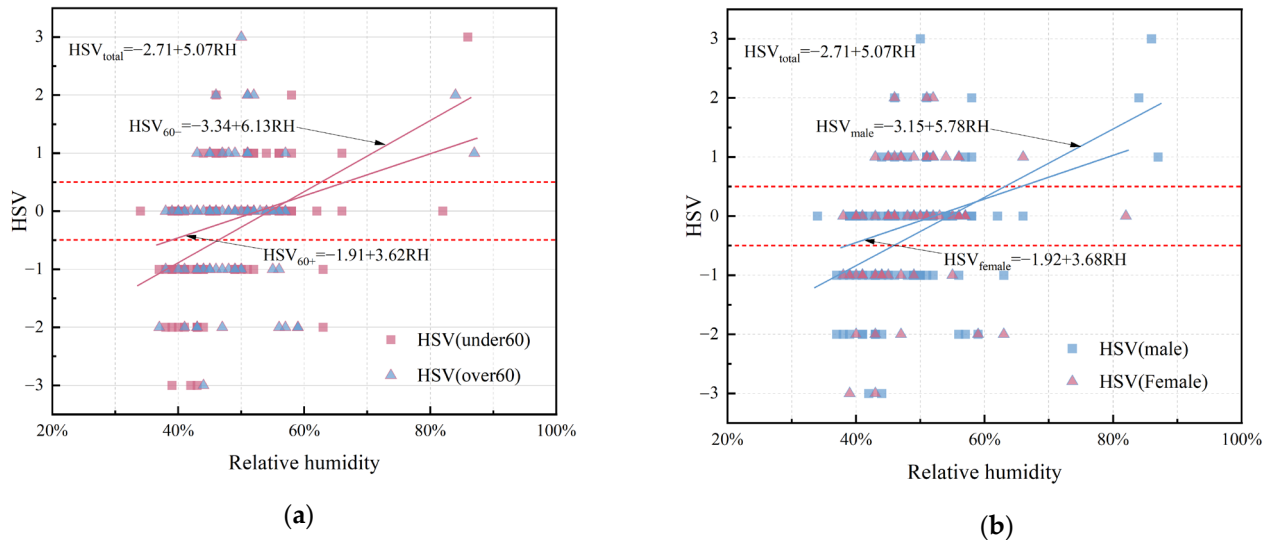 HSV
3
2
1
0
−1
−2
−3
HSVtotal=−2.71+5.07RH
HSV60−=−3.34+6.13RH
HSV60+=−1.91+3.62RH
HSV(under60)
HSV(over60)
20% 40% 60% 80% 100%
Relative humidity
(a)
HSV
3
2
1
0
−1
−2
−3
HSVtotal=−2.71+5.07RH
HSVmale=−3.15+5.78RH
HSVfemale=−1.92+3.68RH
HSV(male)
HSV(Female)
20% 40% 60% 80% 100%
Relative humidity
(b)